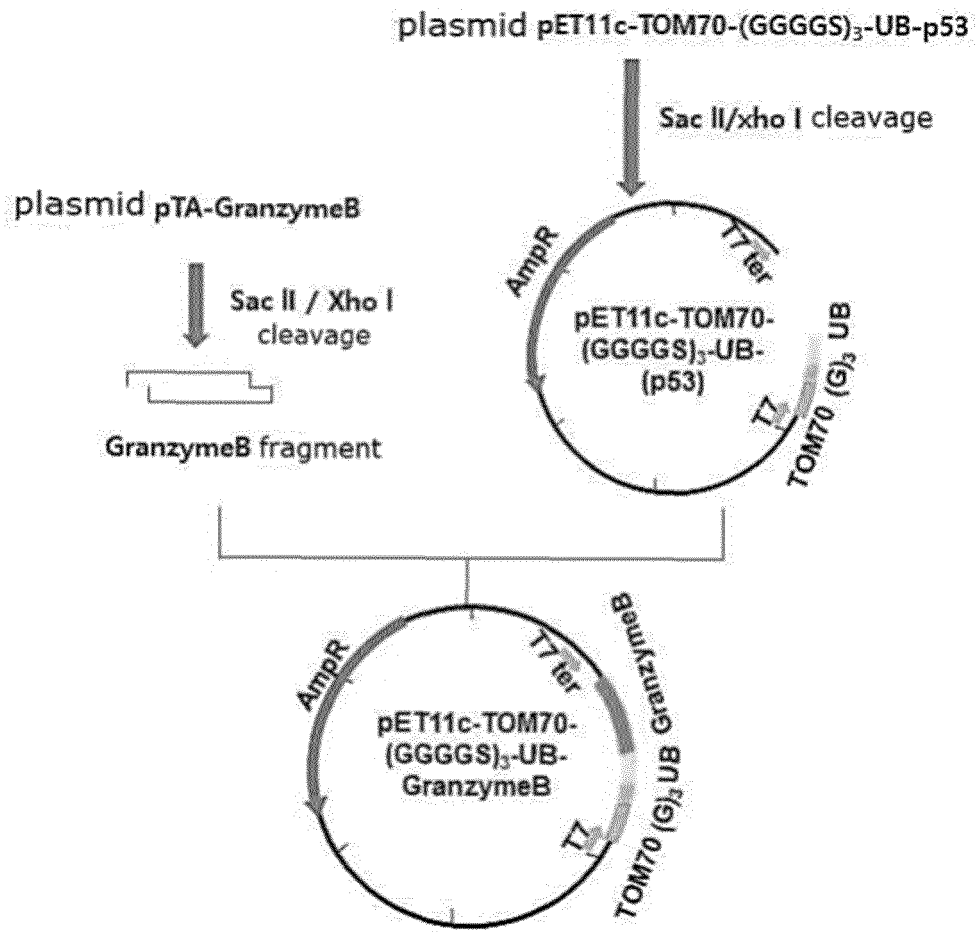 plasmid pET11c-TOM70-(GGGGS)₃-UB-p53
Sac II/xho I cleavage
plasmid pTA-GranzymeB
Sac II / Xho I
cleavage
GranzymeB fragment
AmpR
T7 ter
pET11c-TOM70-
(GGGGS)₃-UB-
(p53)
T7
TOM70 (G)₃ UB
AmpR
T7 ter
pET11c-TOM70-
(GGGGS)₃-UB-
GranzymeB
T7
TOM70 (G)₃ UB GranzymeB